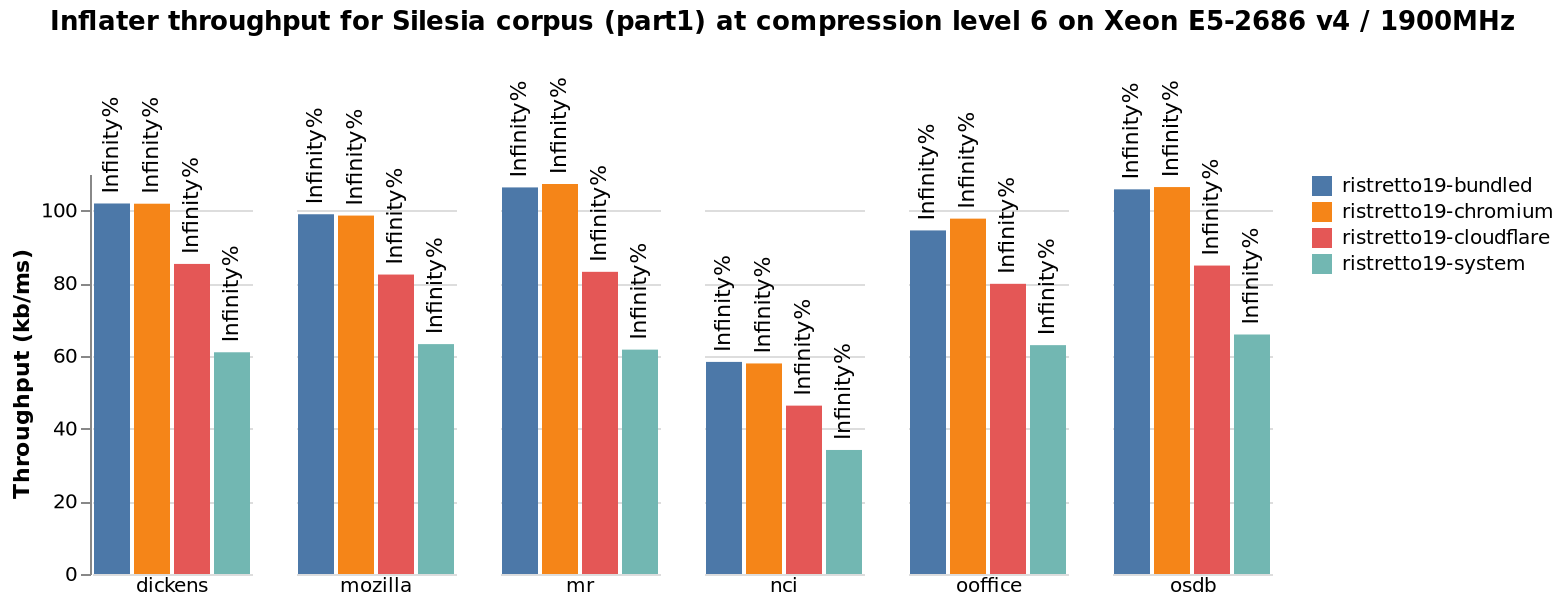 Inflater throughput for Silesia corpus (part1) at compression level 6 on Xeon E5-2686 v4 / 1900MHz
Throughput (kb/ms)
100
80
60
40
20
0
Infinity%
Infinity%
Infinity%
Infinity%
dickens
Infinity%
Infinity%
Infinity%
Infinity%
mozilla
Infinity%
Infinity%
Infinity%
Infinity%
mr
Infinity%
Infinity%
Infinity%
Infinity%
nci
Infinity%
Infinity%
Infinity%
Infinity%
ooffice
Infinity%
Infinity%
Infinity%
Infinity%
osdb
ristretto19-bundled
ristretto19-chromium
ristretto19-cloudflare
ristretto19-system